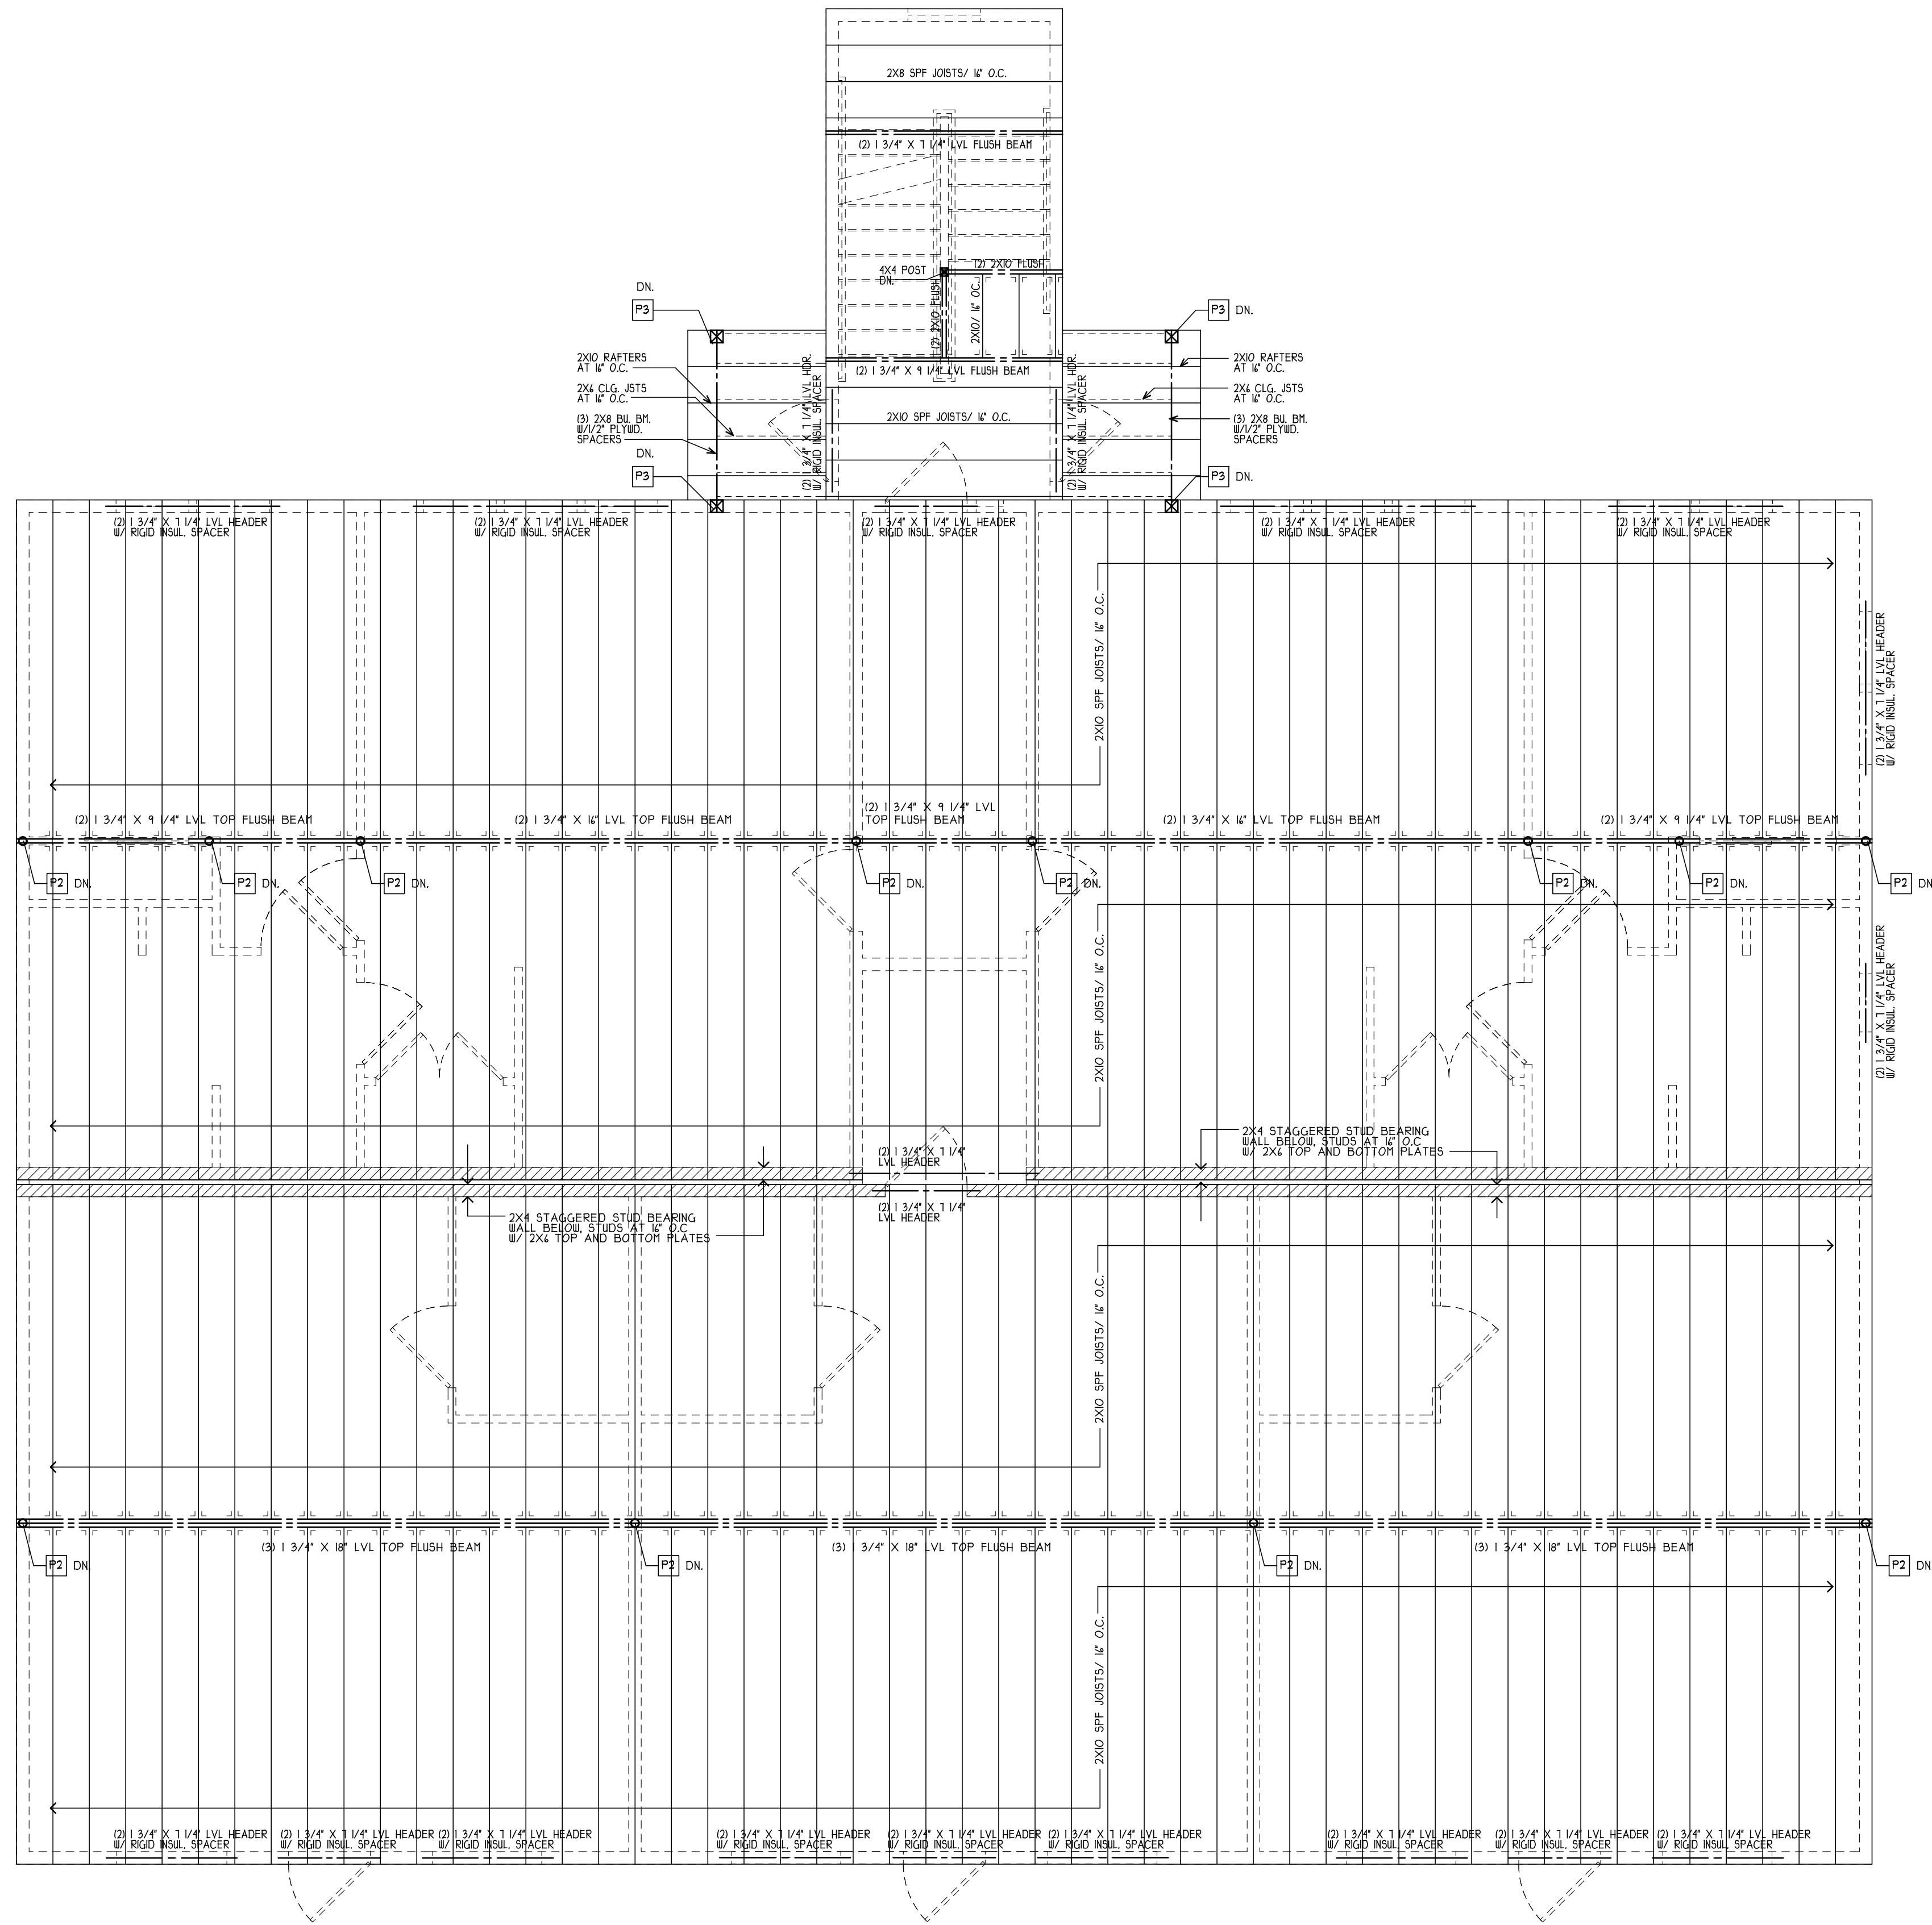 2X8 SPF JOISTS/ 16" O.C.
(2) 1 3/4" X 7 1/4" LVL FLUSH BEAM
4X4 POST
DN.
(2) 2X10 FLUSH
(2) 2X10 FLUSH
2X10/ 16" OC.
(2) 1 3/4" X 9 1/4" LVL FLUSH BEAM
2X10 SPF JOISTS/ 16" O.C.
(2) 1 3/4" X 7 1/4" LVL HDR.
W/ RIGID INSUL. SPACER
(2) 1 3/4" X 7 1/4" LVL HDR.
W/ RIGID INSUL. SPACER
DN.
P3
2X10 RAFTERS
AT 16" O.C.
2X6 CLG. JSTS
AT 16" O.C.
(3) 2X8 BU. BM.
W/1/2" PLYWD.
SPACERS
DN.
P3
P3 DN.
2X10 RAFTERS
AT 16" O.C.
2X6 CLG. JSTS
AT 16" O.C.
(3) 2X8 BU. BM.
W/1/2" PLYWD.
SPACERS
P3 DN.
(2) 1 3/4" X 7 1/4" LVL HEADER
W/ RIGID INSUL. SPACER
(2) 1 3/4" X 7 1/4" LVL HEADER
W/ RIGID INSUL. SPACER
(2) 1 3/4" X 7 1/4" LVL HEADER
W/ RIGID INSUL. SPACER
(2) 1 3/4" X 7 1/4" LVL HEADER
W/ RIGID INSUL. SPACER
(2) 1 3/4" X 7 1/4" LVL HEADER
W/ RIGID INSUL. SPACER
2X10 SPF JOISTS/ 16" O.C.
(2) 1 3/4" X 7 1/4" LVL HEADER
W/ RIGID INSUL. SPACER
(2) 1 3/4" X 9 1/4" LVL TOP FLUSH BEAM
(2) 1 3/4" X 16" LVL TOP FLUSH BEAM
(2) 1 3/4" X 9 1/4" LVL
TOP FLUSH BEAM
(2) 1 3/4" X 16" LVL TOP FLUSH BEAM
(2) 1 3/4" X 9 1/4" LVL TOP FLUSH BEAM
P2 DN.
P2 DN.
P2 DN.
P2 DN.
P2 DN.
P2 DN.
P2 DN.
P2 DN
2X10 SPF JOISTS/ 16" O.C.
(2) 1 3/4" X 7 1/4" LVL HEADER
W/ RIGID INSUL. SPACER
2X4 STAGGERED STUD BEARING
WALL BELOW, STUDS AT 16" O.C
W/ 2X6 TOP AND BOTTOM PLATES
(2) 1 3/4" X 7 1/4"
LVL HEADER
(2) 1 3/4" X 7 1/4"
LVL HEADER
2X4 STAGGERED STUD BEARING
WALL BELOW, STUDS AT 16" O.C
W/ 2X6 TOP AND BOTTOM PLATES
2X10 SPF JOISTS/ 16" O.C.
(3) 1 3/4" X 18" LVL TOP FLUSH BEAM
(3) 1 3/4" X 18" LVL TOP FLUSH BEAM
(3) 1 3/4" X 18" LVL TOP FLUSH BEAM
P2 DN.
P2 DN.
P2 DN.
P2 DN
2X10 SPF JOISTS/ 16" O.C.
(2) 1 3/4" X 7 1/4" LVL HEADER
W/ RIGID INSUL. SPACER
(2) 1 3/4" X 7 1/4" LVL HEADER
W/ RIGID INSUL. SPACER
(2) 1 3/4" X 7 1/4" LVL HEADER
W/ RIGID INSUL. SPACER
(2) 1 3/4" X 7 1/4" LVL HEADER
W/ RIGID INSUL. SPACER
(2) 1 3/4" X 7 1/4" LVL HEADER
W/ RIGID INSUL. SPACER
(2) 1 3/4" X 7 1/4" LVL HEADER
W/ RIGID INSUL. SPACER
(2) 1 3/4" X 7 1/4" LVL HEADER
W/ RIGID INSUL. SPACER
(2) 1 3/4" X 7 1/4" LVL HEADER
W/ RIGID INSUL. SPACER
(2) 1 3/4" X 7 1/4" LVL HEADER
W/ RIGID INSUL. SPACER